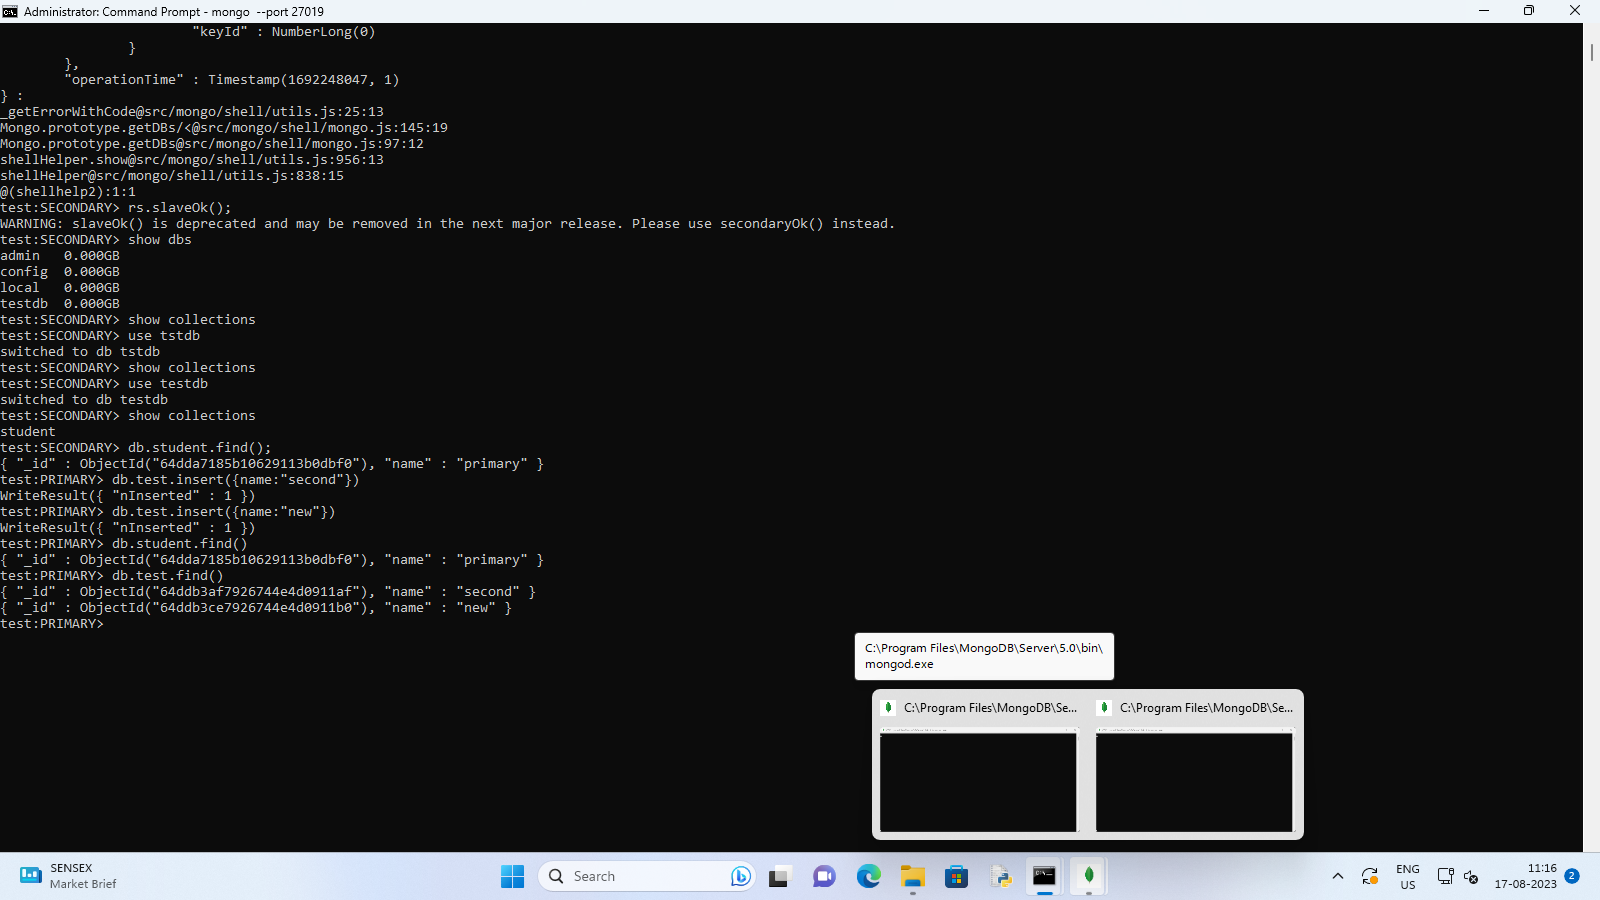 Administrator: Command Prompt - mongo  --port 27019
                        "keyId" : NumberLong(0)
                }
        },
        "operationTime" : Timestamp(1692248047, 1)
} :
_getErrorWithCode@src/mongo/shell/utils.js:25:13
Mongo.prototype.getDBs/<@src/mongo/shell/mongo.js:145:19
Mongo.prototype.getDBs@src/mongo/shell/mongo.js:97:12
shellHelper.show@src/mongo/shell/utils.js:956:13
shellHelper@src/mongo/shell/utils.js:838:15
@(shellhelp2):1:1
test:SECONDARY> rs.slaveOk();
WARNING: slaveOk() is deprecated and may be removed in the next major release. Please use secondaryOk() instead.
test:SECONDARY> show dbs
admin   0.000GB
config  0.000GB
local   0.000GB
testdb  0.000GB
test:SECONDARY> show collections
test:SECONDARY> use tstdb
switched to db tstdb
test:SECONDARY> show collections
test:SECONDARY> use testdb
switched to db testdb
test:SECONDARY> show collections
student
test:SECONDARY> db.student.find();
{ "_id" : ObjectId("64dda7185b10629113b0dbf0"), "name" : "primary" }
test:PRIMARY> db.test.insert({name:"second"})
WriteResult({ "nInserted" : 1 })
test:PRIMARY> db.test.insert({name:"new"})
WriteResult({ "nInserted" : 1 })
test:PRIMARY> db.student.find()
{ "_id" : ObjectId("64dda7185b10629113b0dbf0"), "name" : "primary" }
test:PRIMARY> db.test.find()
{ "_id" : ObjectId("64ddb3af7926744e4d0911af"), "name" : "second" }
{ "_id" : ObjectId("64ddb3ce7926744e4d0911b0"), "name" : "new" }
test:PRIMARY>
C:\Program Files\MongoDB\Server\5.0\bin\
mongod.exe
C:\Program Files\MongoDB\Se...
C:\Program Files\MongoDB\Se...
SENSEX
Market Brief
Search
ENG
US
11:16
17-08-2023
2